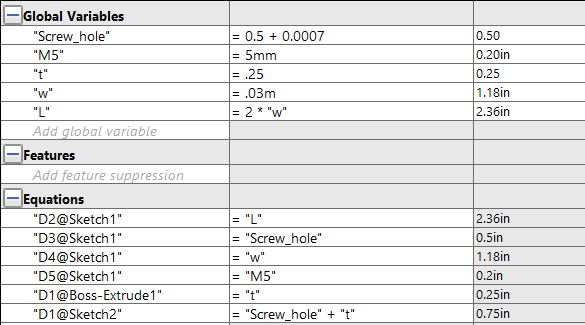 Global Variables
"Screw_hole" = 0.5 + 0.0007 0.50
"M5" = 5mm 0.20in
"t" = .25 0.25
"w" = .03m 1.18in
"L" = 2 * "w" 2.36in
Add global variable
Features
Add feature suppression
Equations
"D2@Sketch1" = "L" 2.36in
"D3@Sketch1" = "Screw_hole" 0.5in
"D4@Sketch1" = "w" 1.18in
"D5@Sketch1" = "M5" 0.2in
"D1@Boss-Extrude1" = "t" 0.25in
"D1@Sketch2" = "Screw_hole" + "t" 0.75in